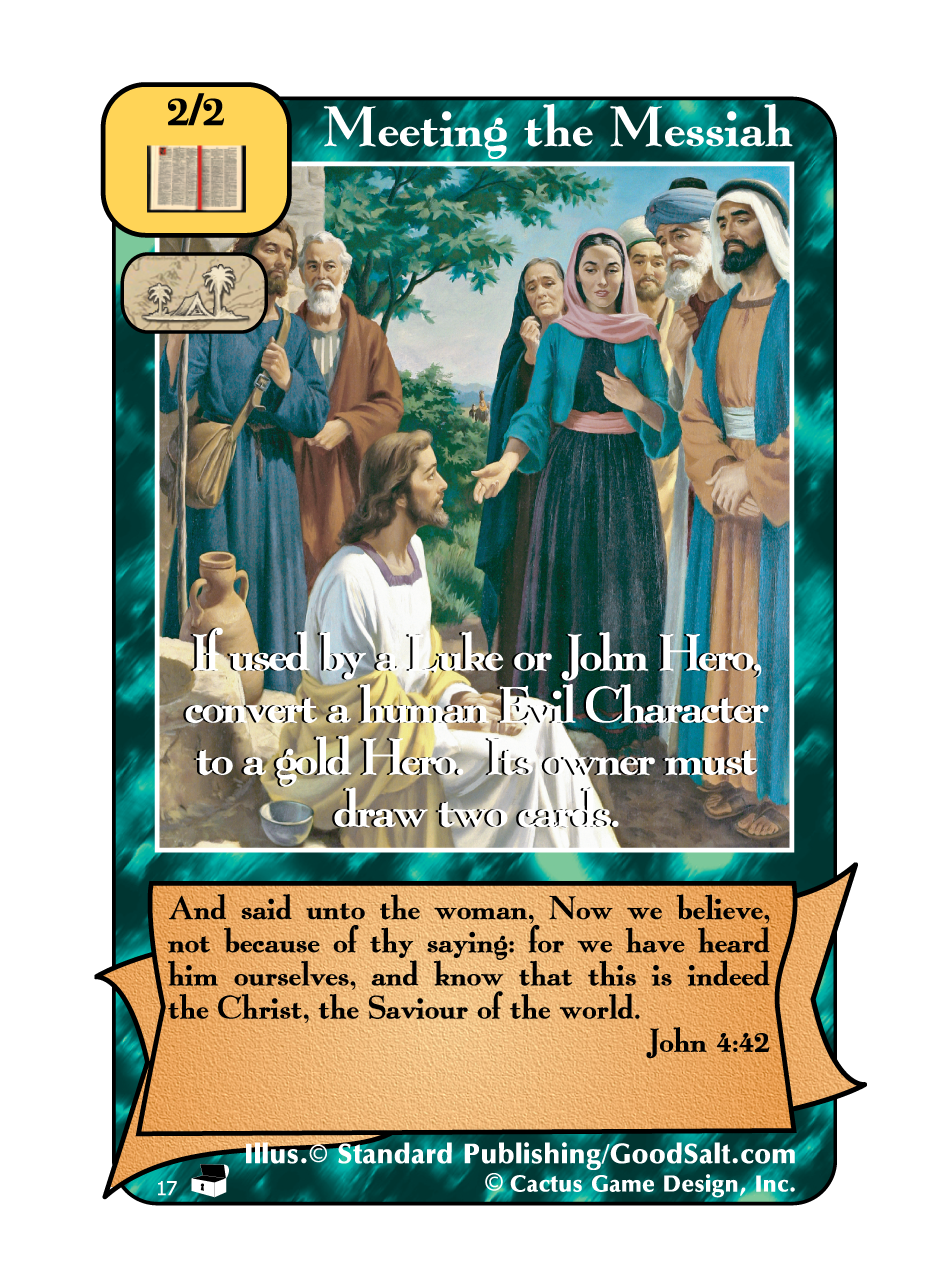 2/2
Meeting the Messiah
If used by a Luke or John Hero,
convert a human Evil Character
to a gold Hero. Its owner must
draw two cards.
And said unto the woman, Now we believe,
not because of thy saying: for we have heard
him ourselves, and know that this is indeed
the Christ, the Saviour of the world.
John 4:42
Illus.© Standard Publishing/GoodSalt.com
17
© Cactus Game Design, Inc.